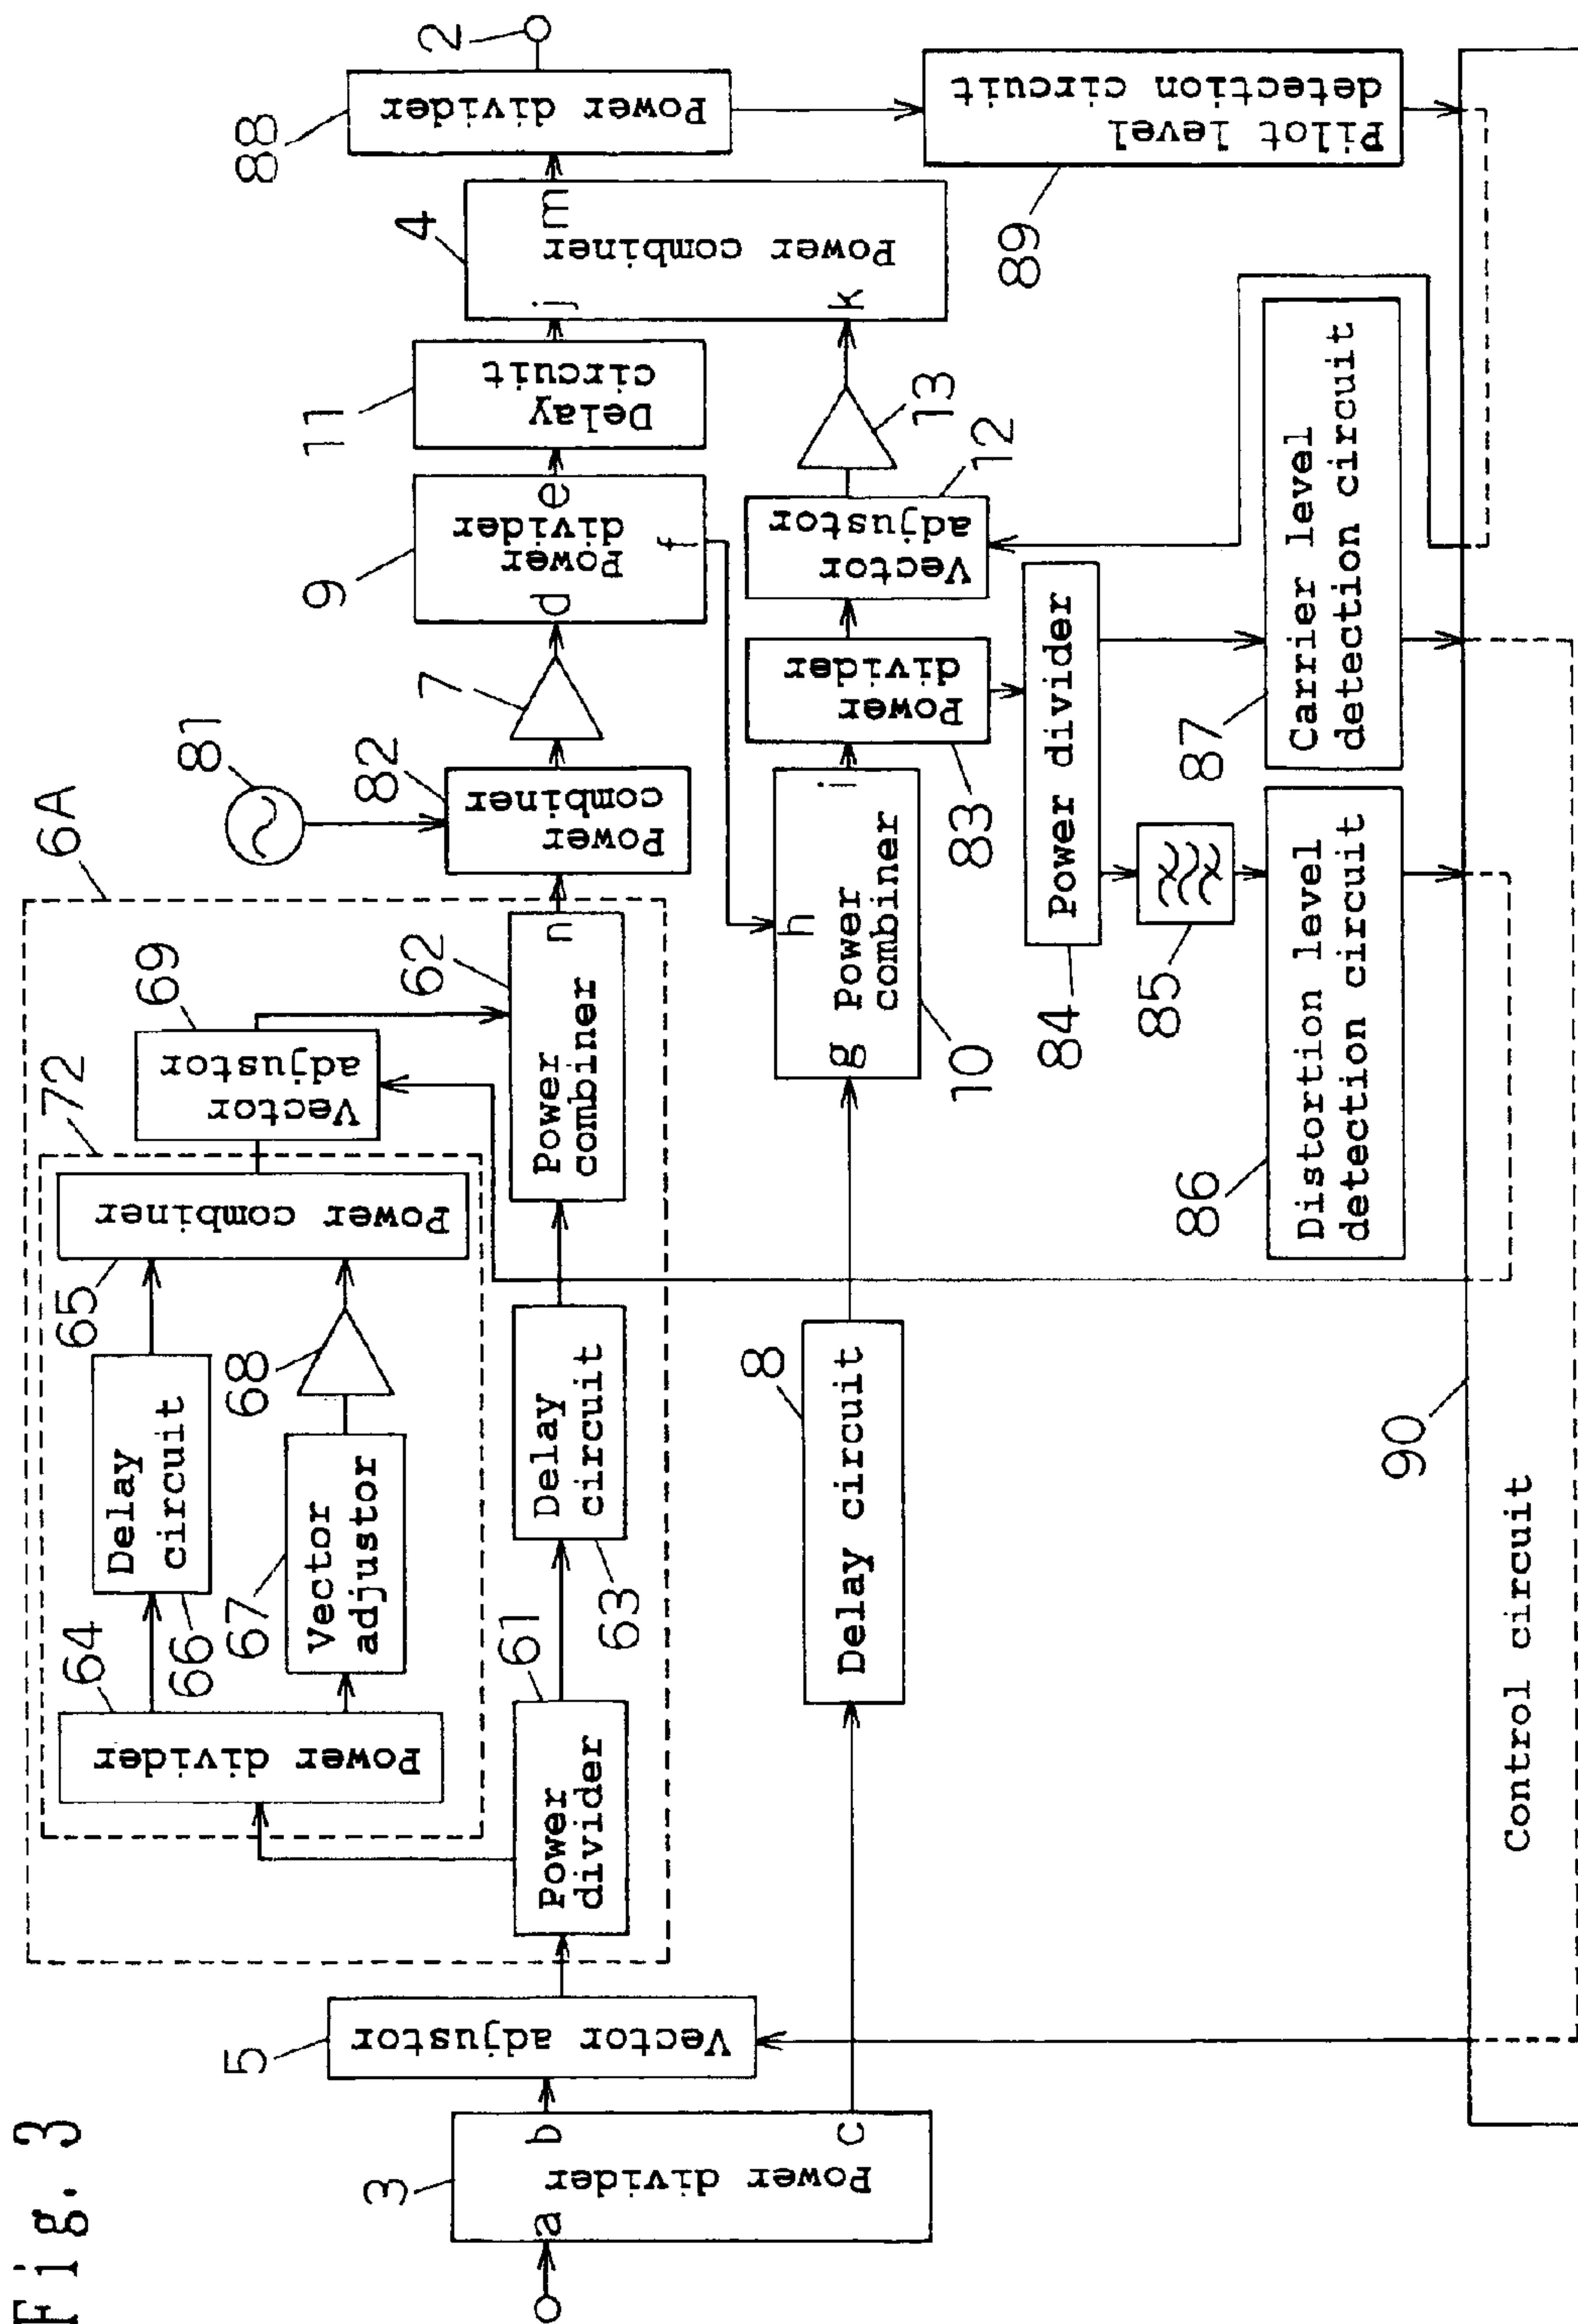 Fig. 3
6A
72
64
Power divider
66
Delay
circuit
67
Vector
adjustor
68
65
Power combiner
69
Vector
adjustor
62
81
88
2
3
a
b
c
Power divider
5
Vector adjustor
61
Power
divider
63
Delay
circuit
Power
combiner
n
82
Power
combiner
7
9
d
e
f
Power
divider
11
Delay
circuit
4
j
k
m
Power combiner
Power divider
8
Delay circuit
g
h
i
Power
combiner
10
83
Power
divider
12
Vector
adjustor
13
89
Pilot level
detection circuit
84
Power divider
85
86
Distortion level
detection circuit
87
Carrier level
detection circuit
90
Control circuit